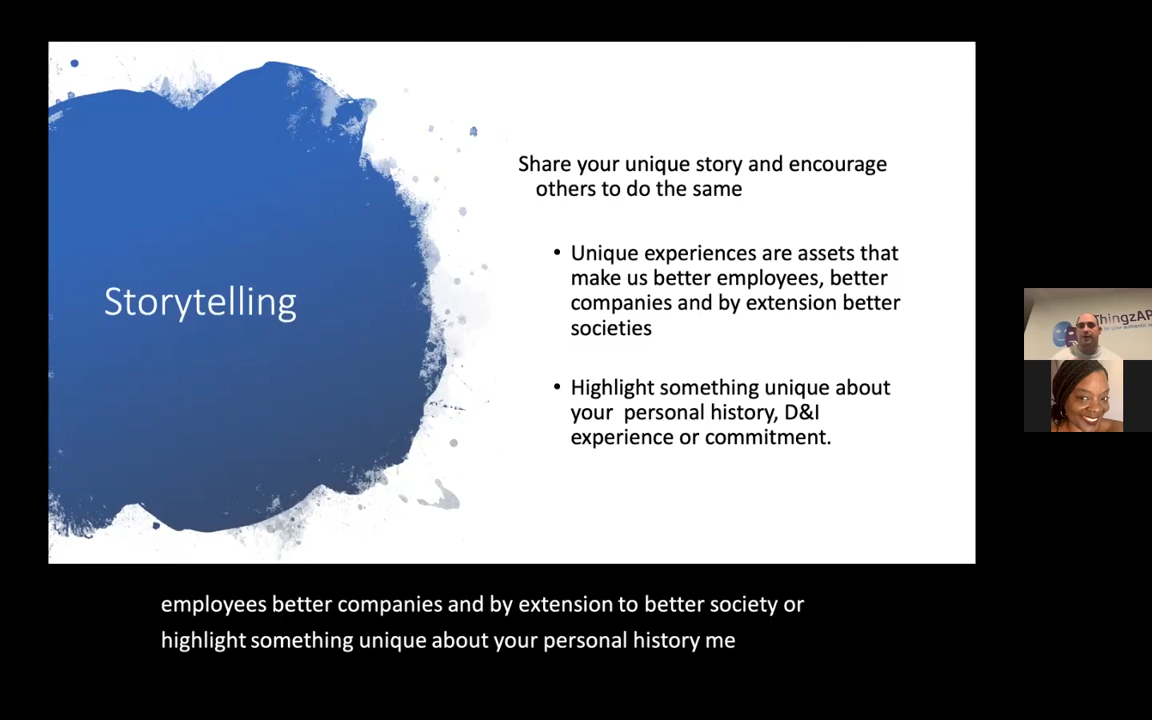 Share your unique story and encourage
others to do the same
Storytelling
• Unique experiences are assets that
make us better employees, better
companies and by extension better
societies
• Highlight something unique about
your personal history, D&I
experience or commitment.
employees better companies and by extension to better society or
highlight something unique about your personal history me